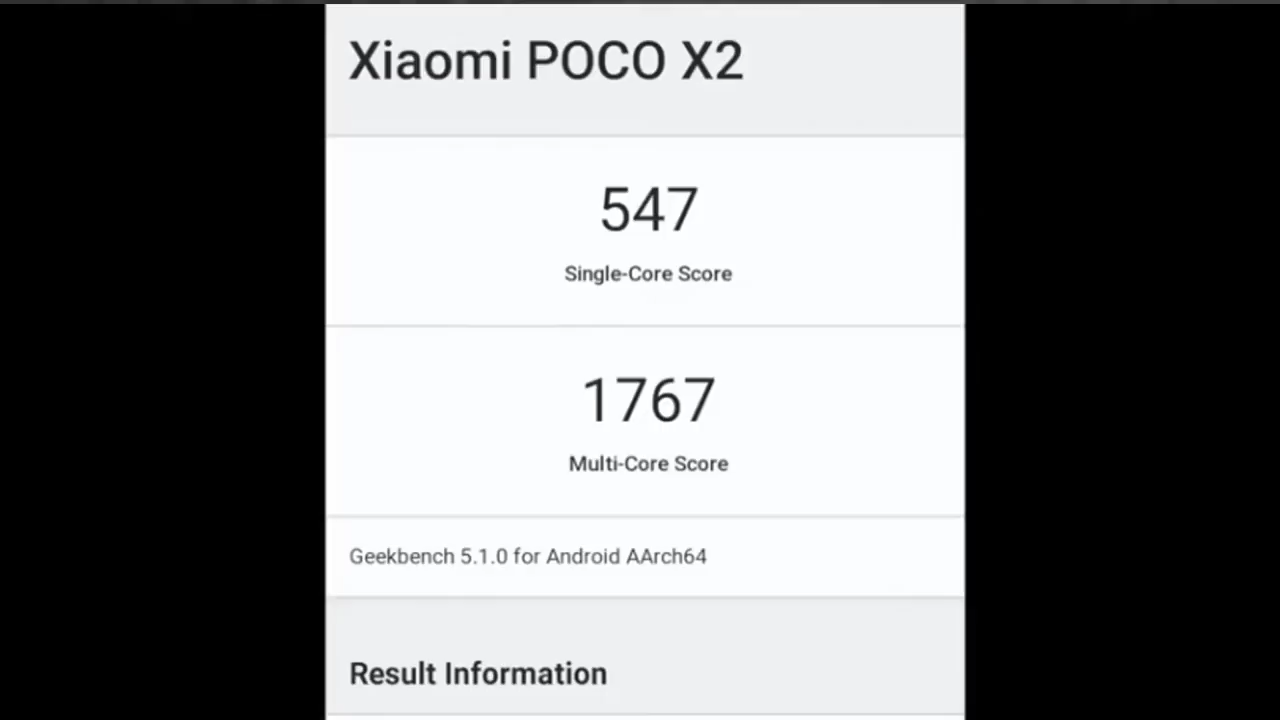 Xiaomi POCO X2
547
Single-Core Score
1767
Multi-Core Score
Geekbench 5.1.0 for Android AArch64
Result Information